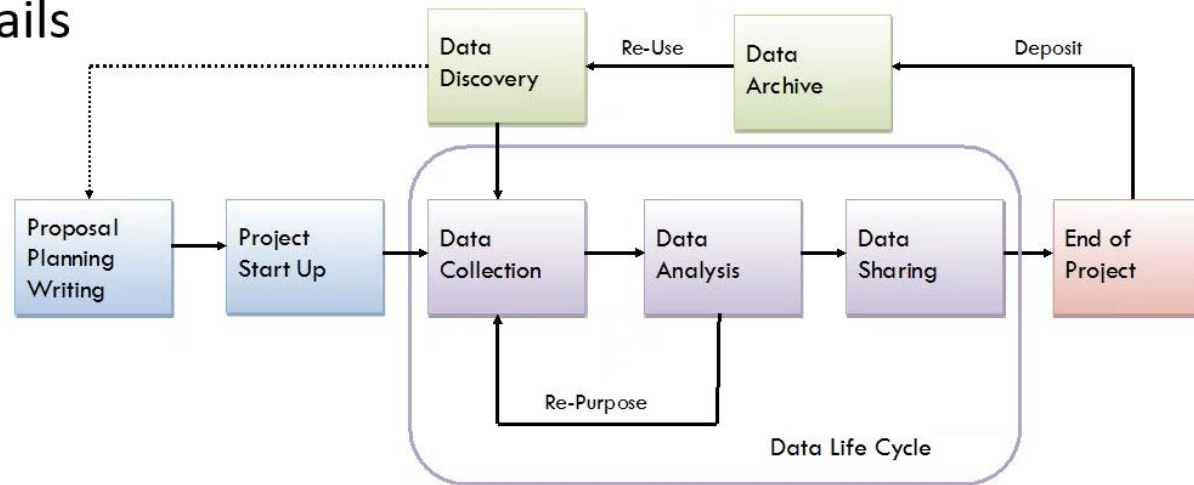 ails
Data
Discovery
Re-Use
Data
Archive
Deposit
Proposal
Planning
Writing
Project
Start Up
Data
Collection
Data
Analysis
Data
Sharing
End of
Project
Re-Purpose
Data Life Cycle